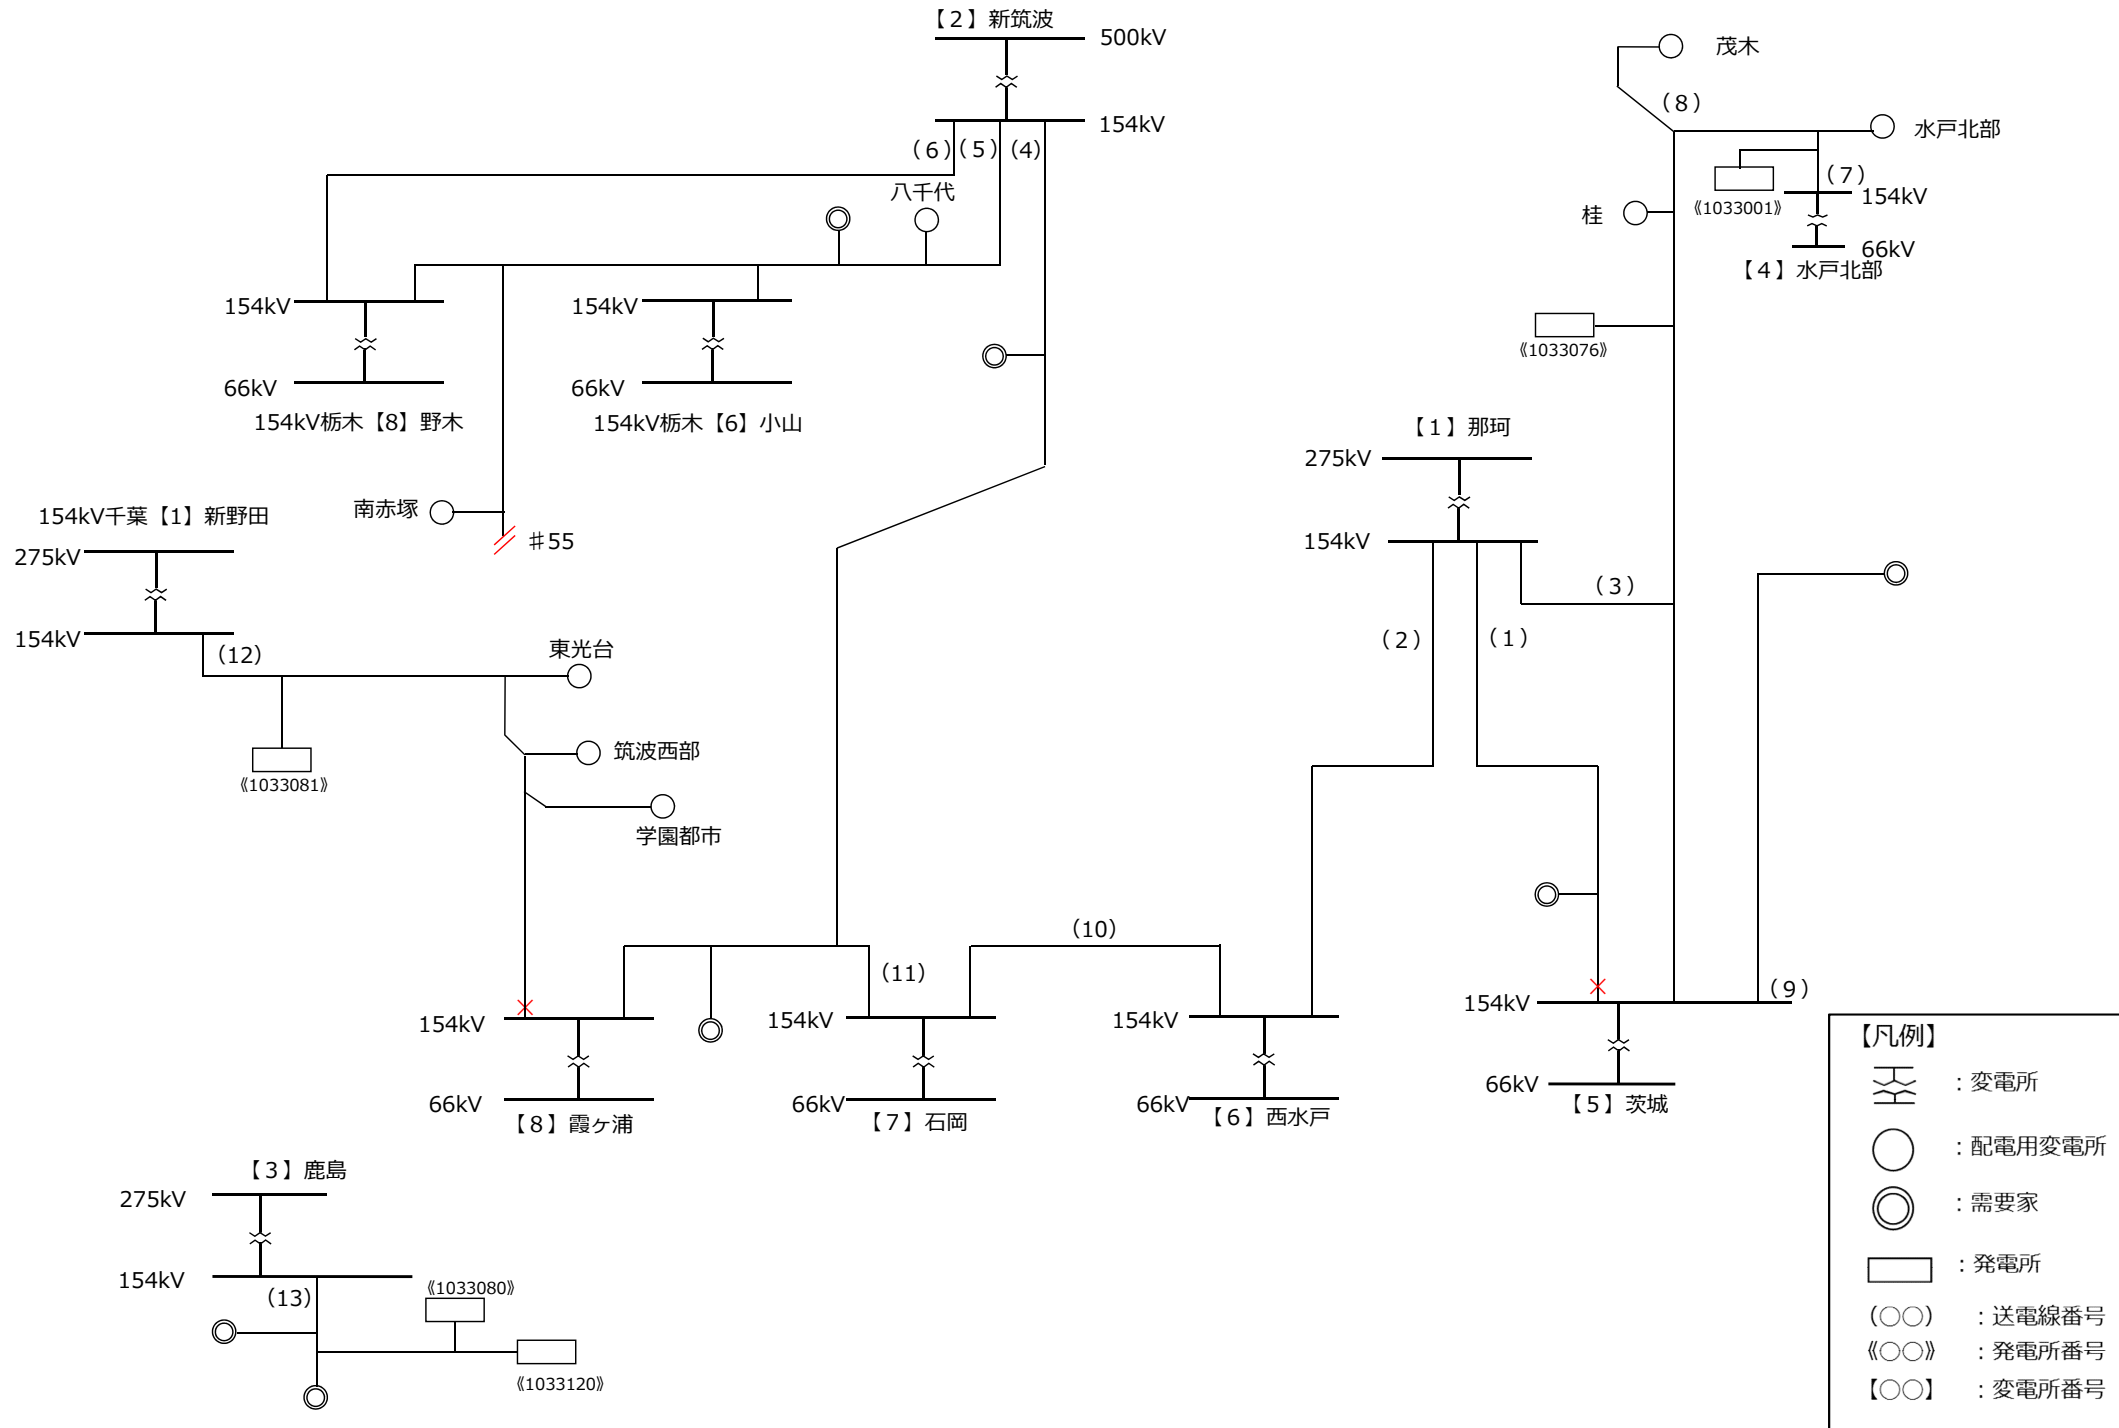 【2】新筑波
500kV
154kV
(6)
(5)
(4)
八千代
154kV
66kV
154kV栃木【8】野木
154kV
66kV
154kV栃木【6】小山
南赤塚
♯55
茂木
(8)
水戸北部
(7)
《1033001》
154kV
66kV
【4】水戸北部
桂
《1033076》
【1】那珂
275kV
154kV
(3)
(2)
(1)
154kV千葉【1】新野田
275kV
154kV
(12)
東光台
《1033081》
筑波西部
学園都市
(10)
(11)
(9)
154kV
66kV
【8】霞ヶ浦
154kV
66kV
【7】石岡
154kV
66kV
【6】西水戸
154kV
66kV
【5】茨城
【3】鹿島
275kV
154kV
(13)
《1033080》
《1033120》
【凡例】
：変電所
：配電用変電所
：需要家
：発電所
(○○) ：送電線番号
《○○》 ：発電所番号
【○○】 ：変電所番号